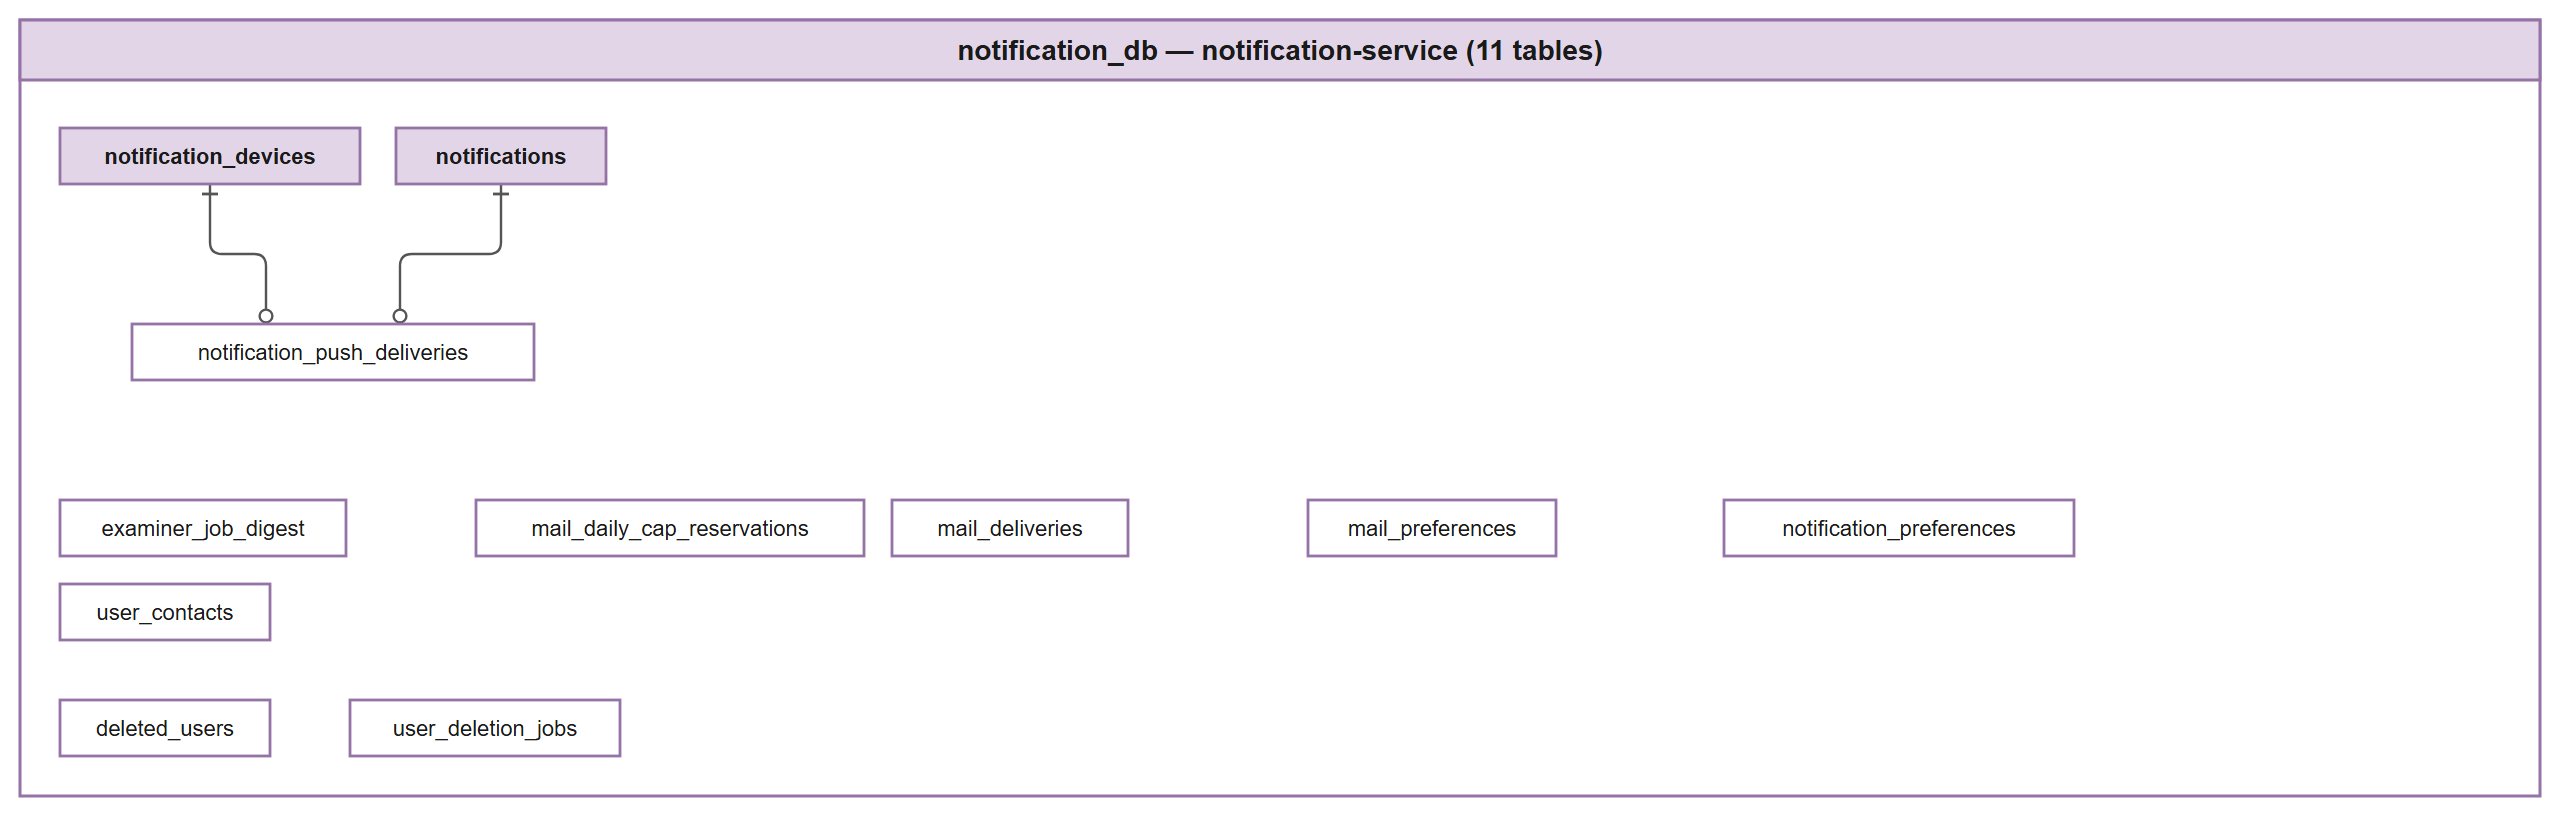 notification_db — notification-service (11 tables)
notification_devices
notifications
notification_push_deliveries
examiner_job_digest
mail_daily_cap_reservations
mail_deliveries
mail_preferences
notification_preferences
user_contacts
deleted_users
user_deletion_jobs